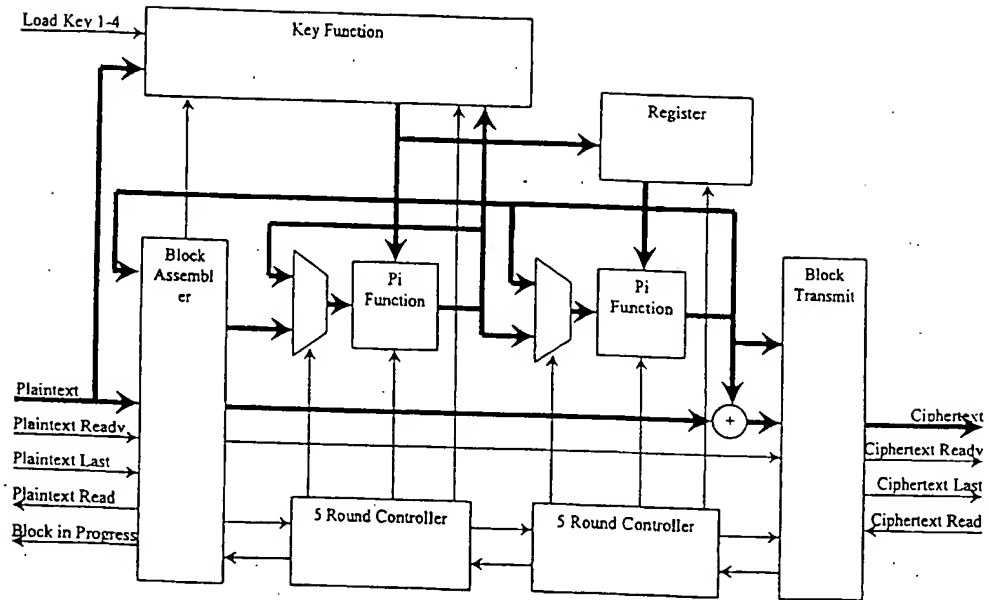 Load Key 1-4
Key Function
Register
Block
Assembl
er
Pi
Function
Pi
Function
Block
Transmit
Plaintext
Plaintext Ready
Plaintext Last
Plaintext Read
Block in Progress
+
Ciphertext
Ciphertext Ready
Ciphertext Last
Ciphertext Read
5 Round Controller
5 Round Controller